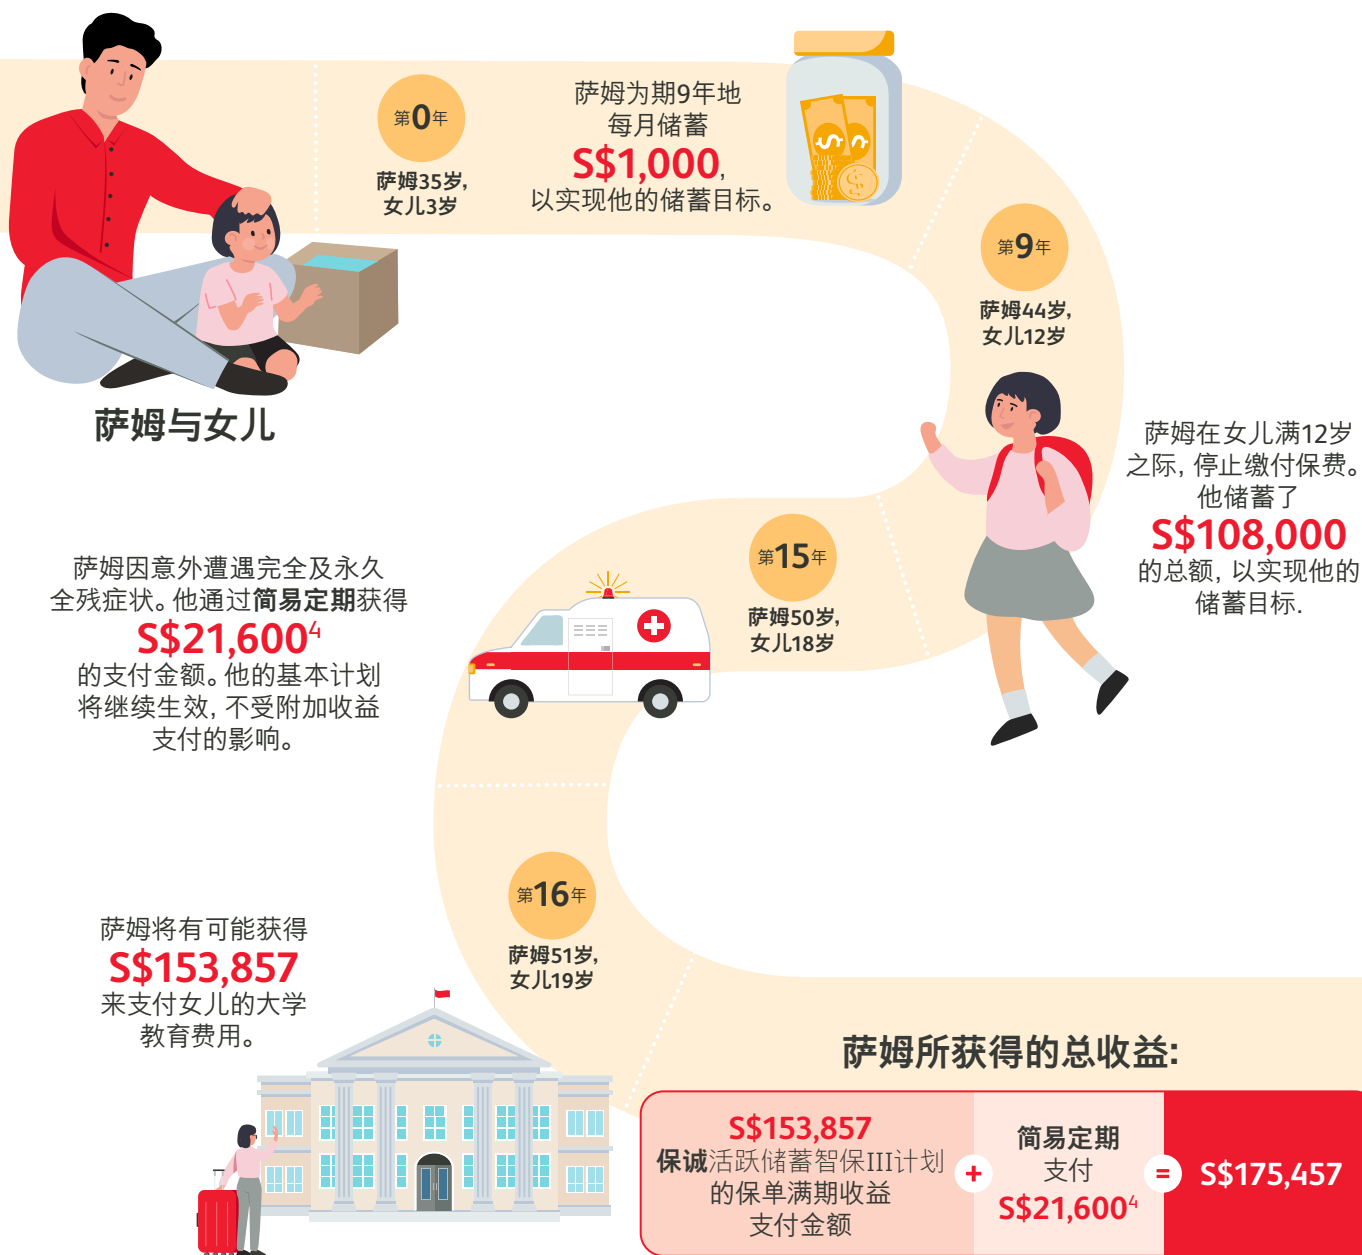 第0年
萨姆35岁,
女儿3岁
萨姆为期9年地
每月储蓄
S$1,000,
以实现他的储蓄目标。
第9年
萨姆44岁,
女儿12岁
萨姆与女儿
萨姆在女儿满12岁
之际, 停止缴付保费。
他储蓄了
S$108,000
的总额, 以实现他的
储蓄目标.
第15年
萨姆50岁,
女儿18岁
萨姆因意外遭遇完全及永久
全残症状。他通过简易定期获得
S$21,600⁴
的支付金额。他的基本计划
将继续生效, 不受附加收益
支付的影响。
第16年
萨姆51岁,
女儿19岁
萨姆将有可能获得
S$153,857
来支付女儿的大学
教育费用。
萨姆所获得的总收益:
S$153,857
保诚活跃储蓄智保III计划
的保单满期收益
支付金额
+
简易定期
支付
S$21,600⁴
=
S$175,457